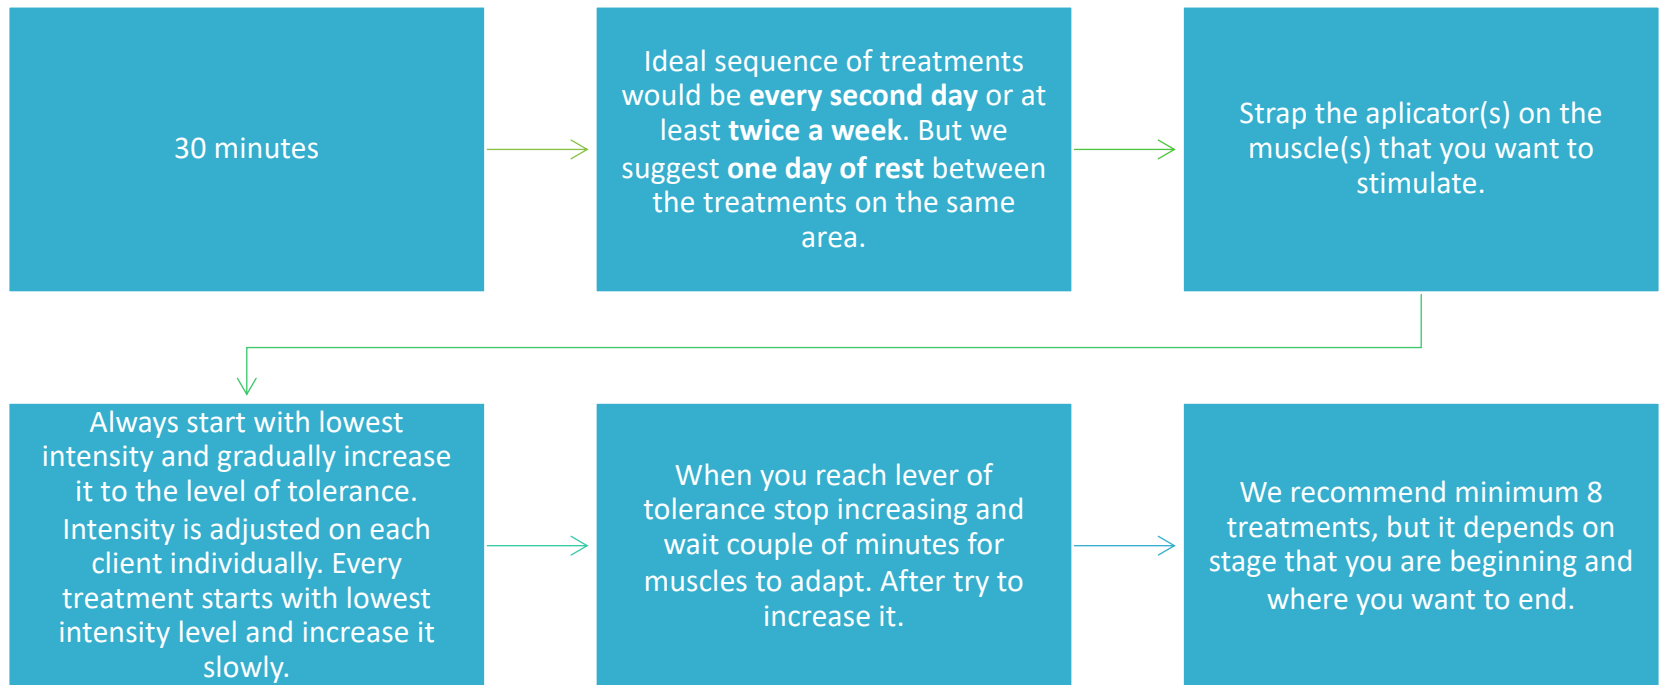 30 minutes
Ideal sequence of treatments
would be every second day or at
least twice a week. But we
suggest one day of rest between
the treatments on the same
area.
Strap the aplicator(s) on the
muscle(s) that you want to
stimulate.
Always start with lowest
intensity and gradually increase
it to the level of tolerance.
Intensity is adjusted on each
client individually. Every
treatment starts with lowest
intensity level and increase it
slowly.
When you reach lever of
tolerance stop increasing and
wait couple of minutes for
muscles to adapt. After try to
increase it.
We recommend minimum 8
treatments, but it depends on
stage that you are beginning and
where you want to end.